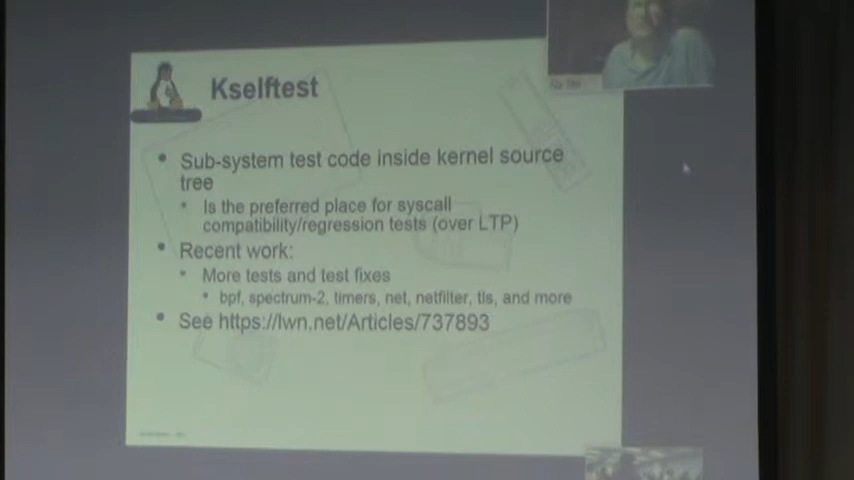 Kselftest
• Sub-system test code inside kernel source
tree
• Is the preferred place for syscall
compatibility/regression tests (over LTP)
• Recent work:
• More tests and test fixes
• bpf, spectrum-2, timers, net, netfilter, tls, and more
• See https://lwn.net/Articles/737893